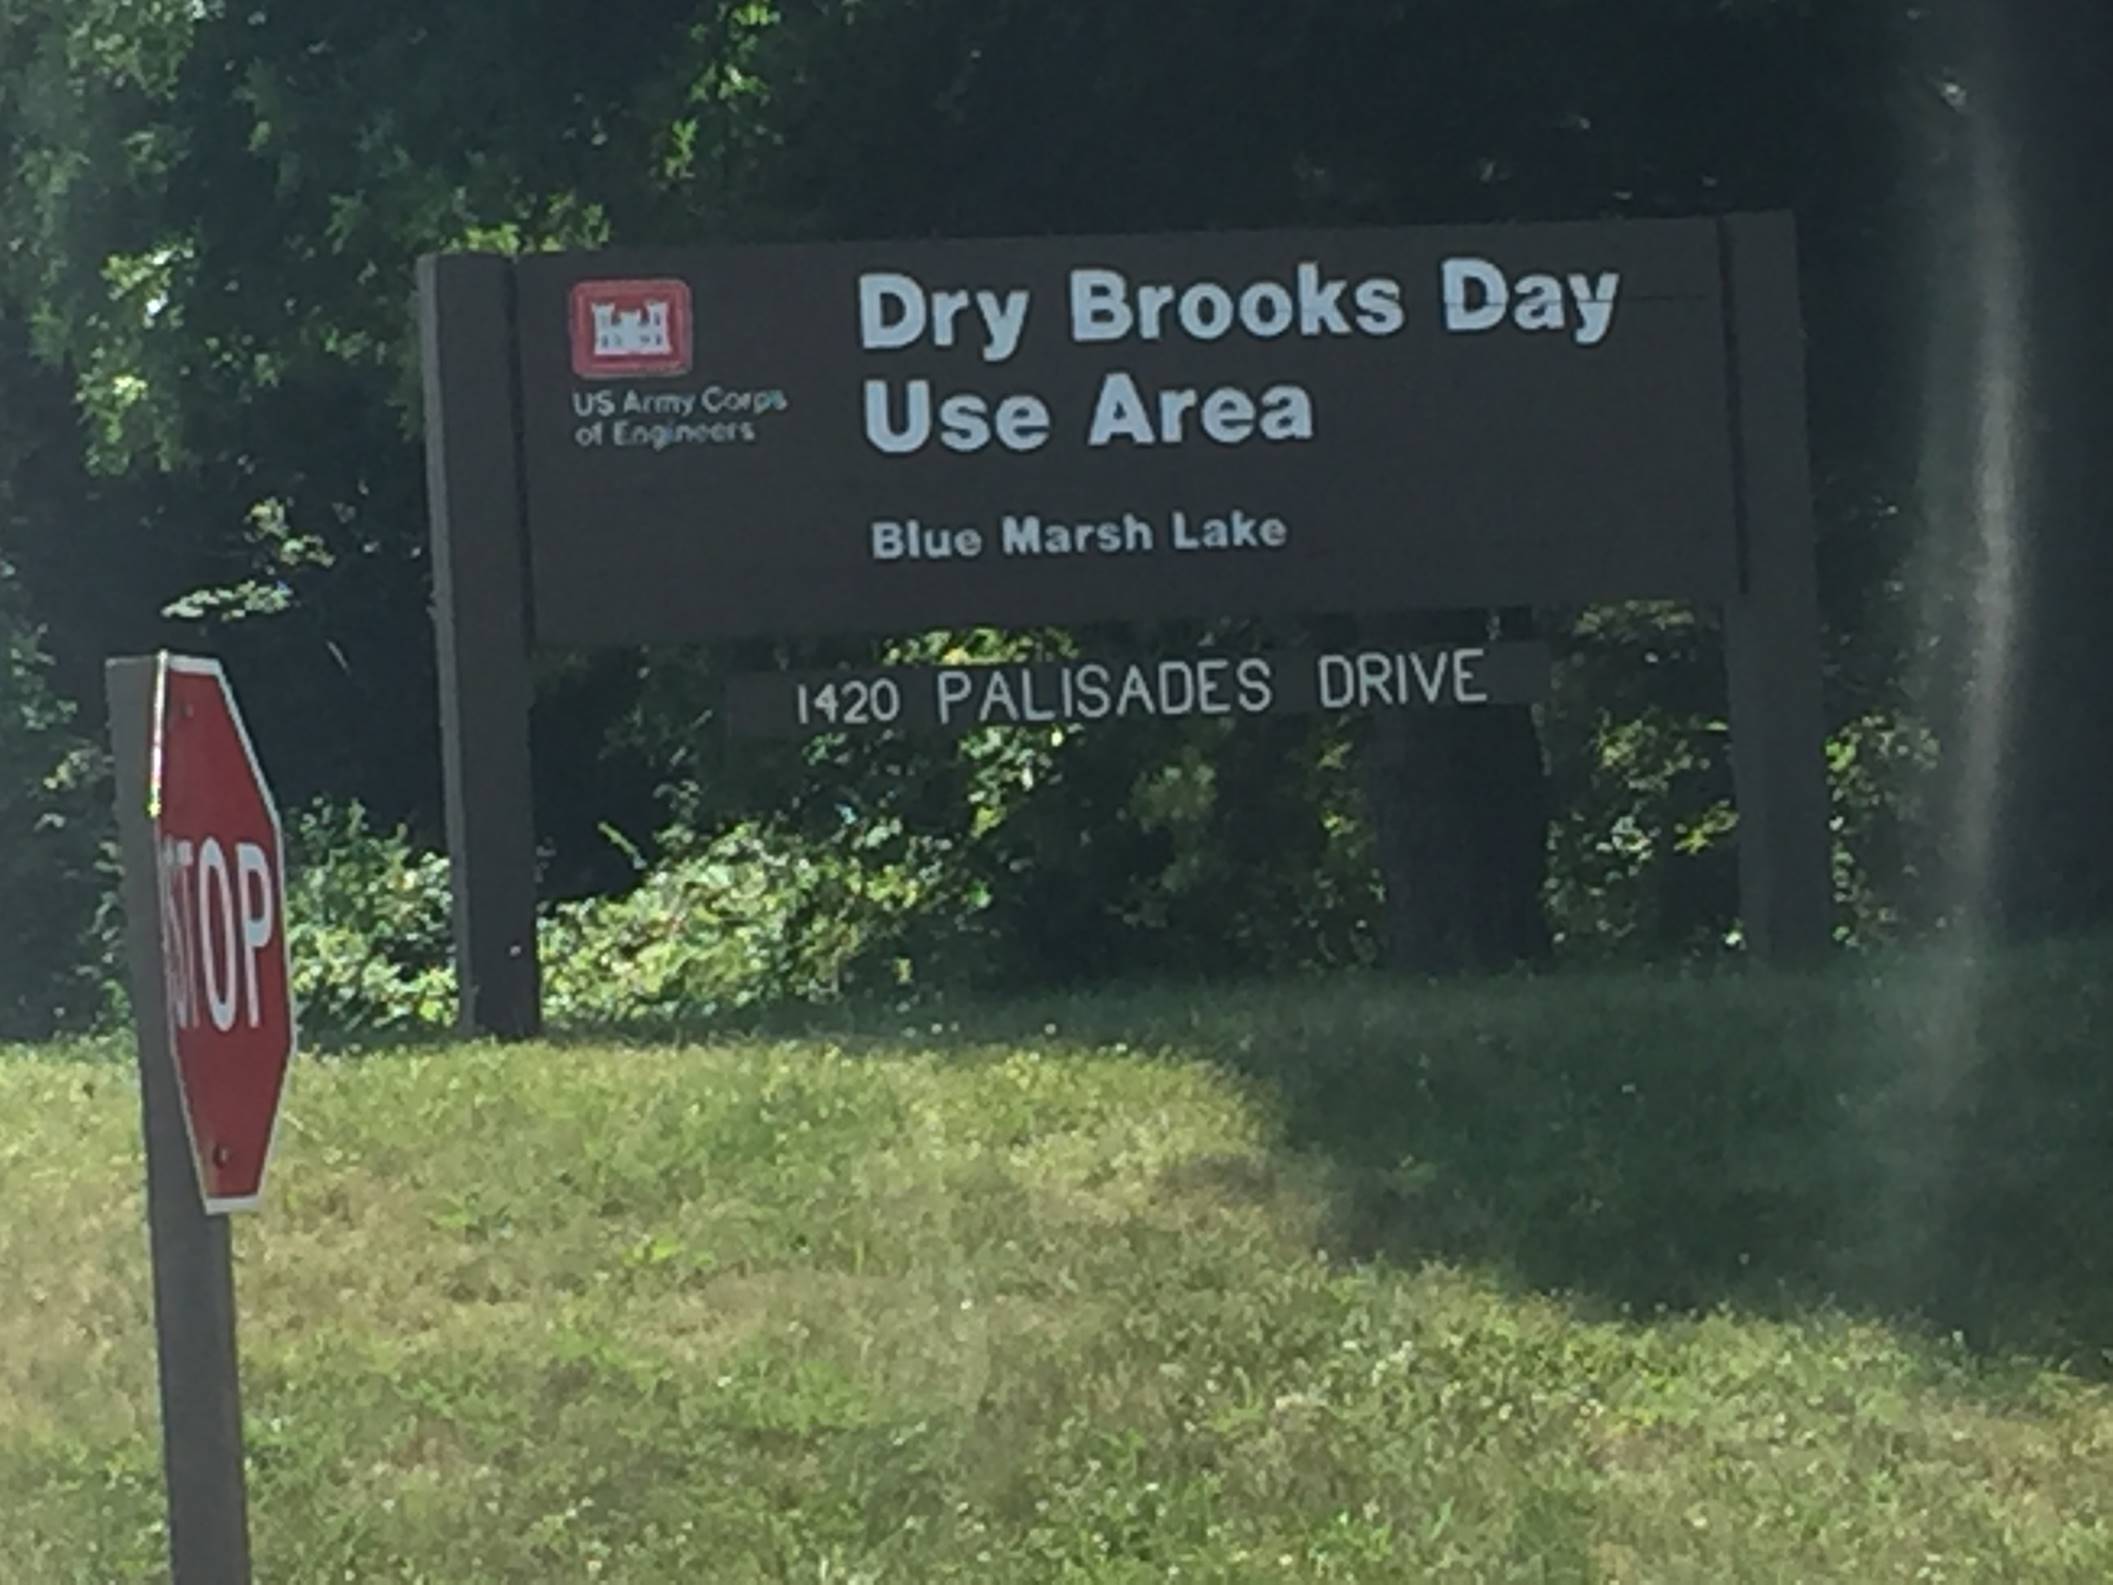 US Army Corps
of Engineers
Dry Brooks Day
Use Area
Blue Marsh Lake
1420 PALISADES DRIVE
STOP